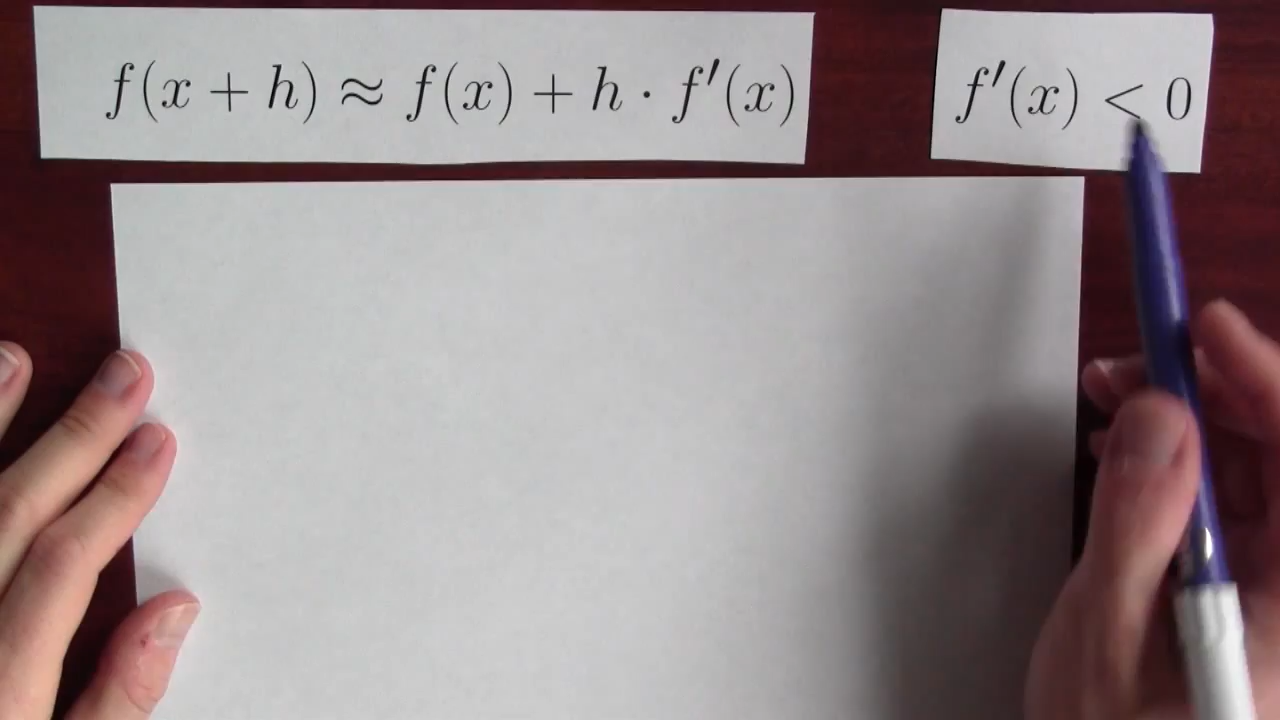 f(x + h) ≈ f(x) + h · f′(x)
f′(x) < 0